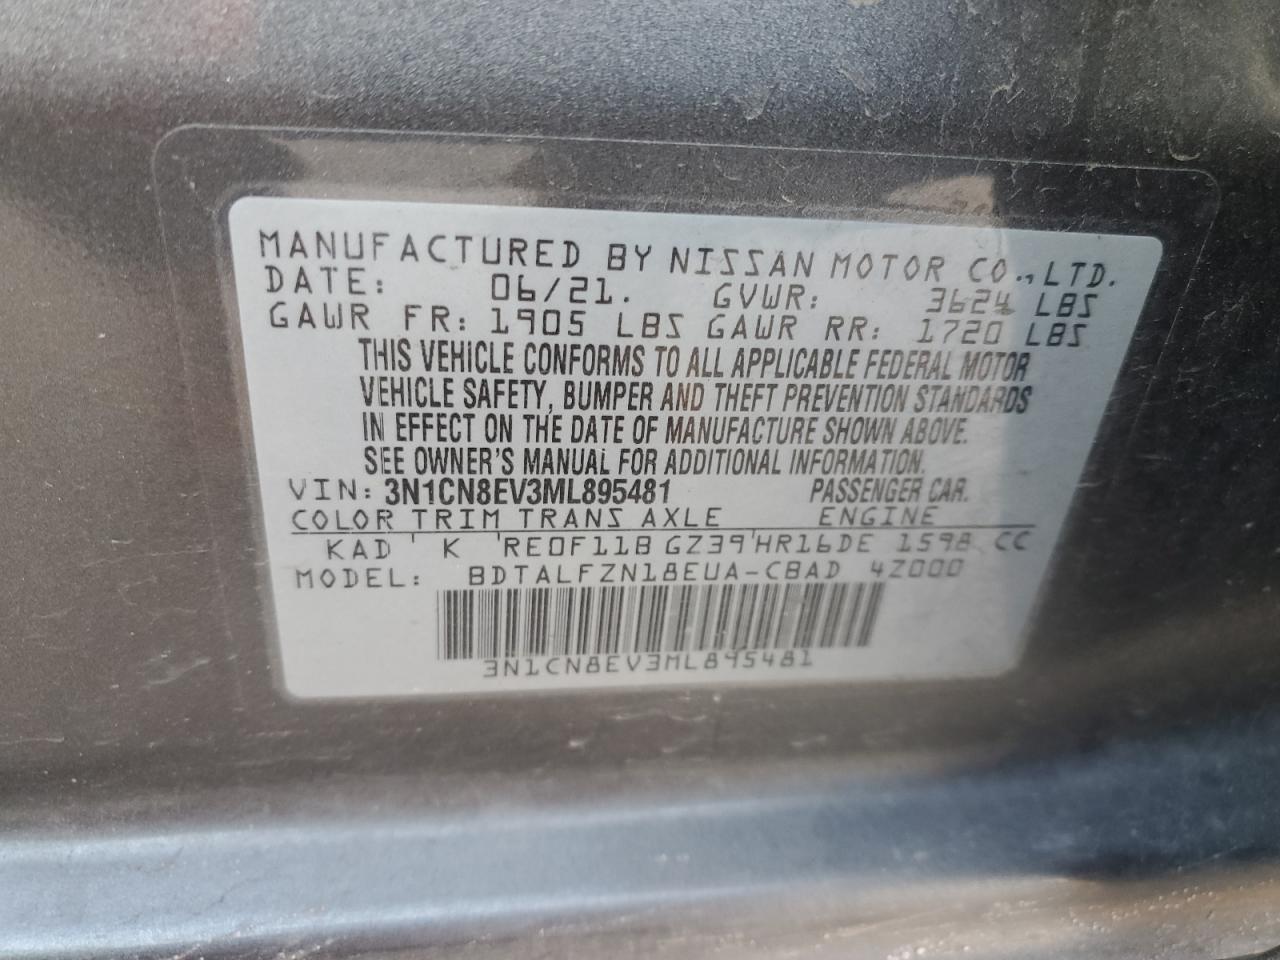 MANUFACTURED BY NISSAN MOTOR CO., LTD.
DATE: 06/21. GVWR: 3624 LBS
GAWR FR: 1905 LBS GAWR RR: 1720 LBS
THIS VEHICLE CONFORMS TO ALL APPLICABLE FEDERAL MOTOR
VEHICLE SAFETY, BUMPER AND THEFT PREVENTION STANDARDS
IN EFFECT ON THE DATE OF MANUFACTURE SHOWN ABOVE.
SEE OWNER'S MANUAL FOR ADDITIONAL INFORMATION.
VIN: 3N1CN8EV3ML895481 PASSENGER CAR.
COLOR TRIM TRANS AXLE ENGINE
KAD ' K 'RE0F11B GZ39'HR16DE 1598 CC
MODEL: BDTALFZN18EUA-CBAD 4Z000
3N1CN8EV3ML895481